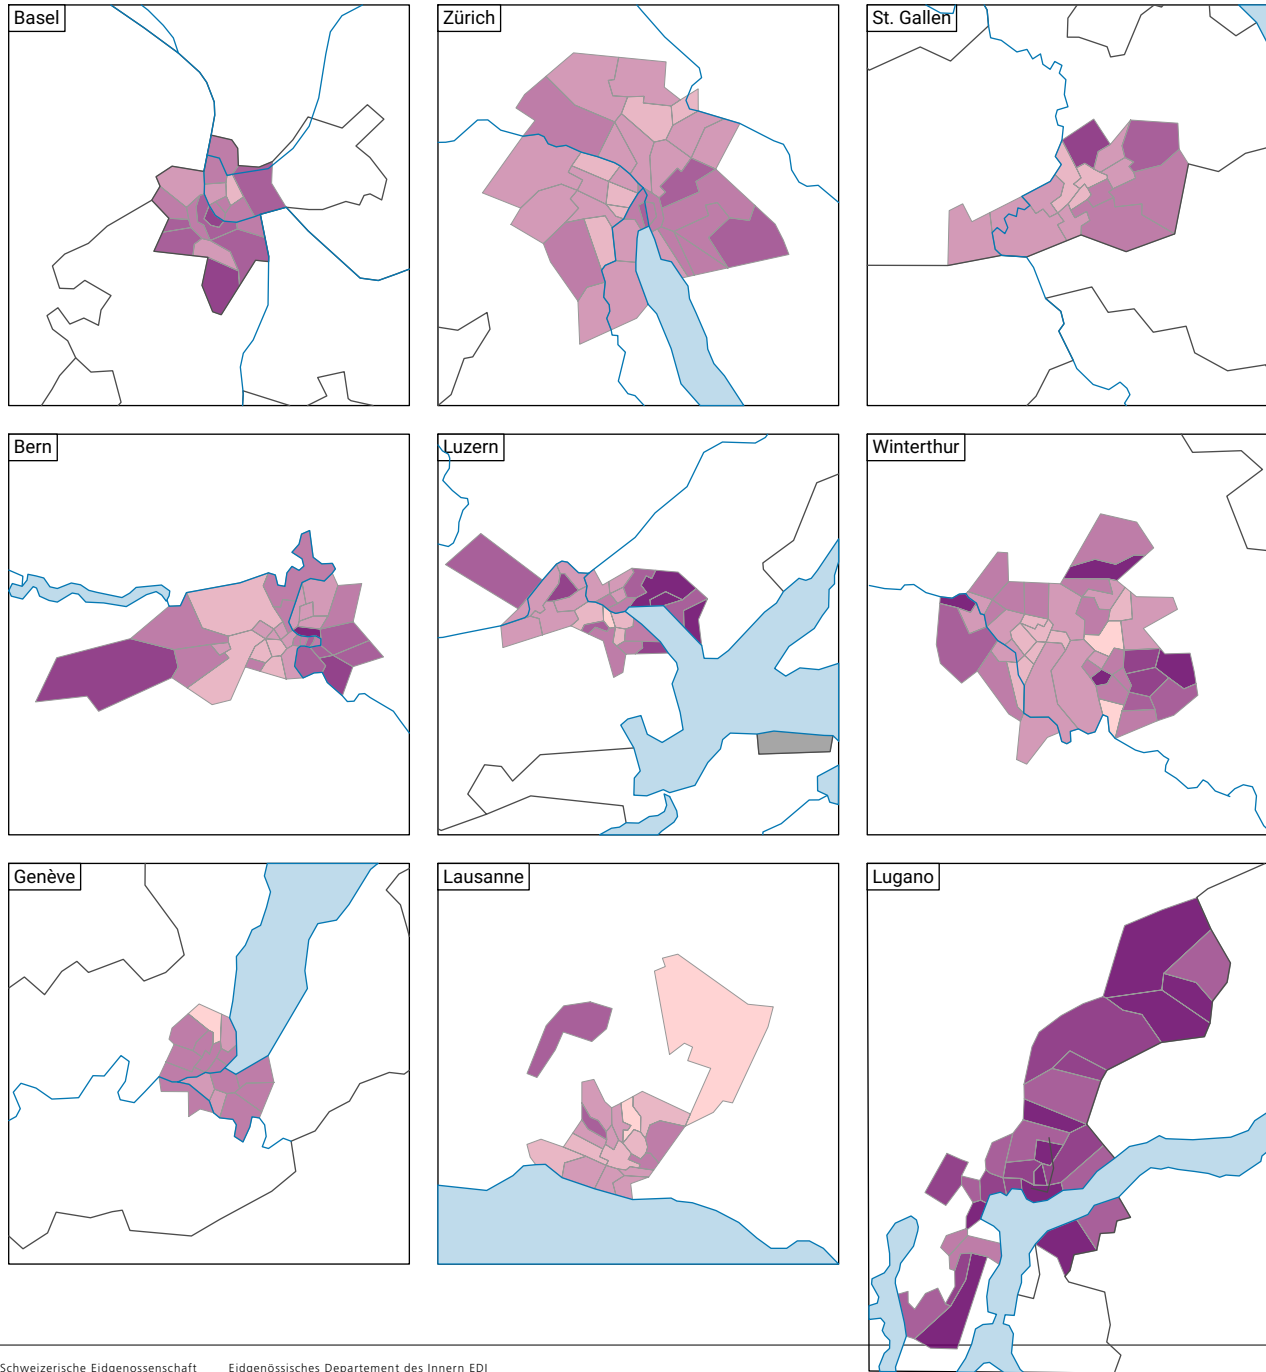 Basel
Zürich
St. Gallen
Bern
Luzern
Winterthur
Genève
Lausanne
Lugano
Schweizerische Eidgenossenschaft
Eidgenössisches Departement des Innern EDI